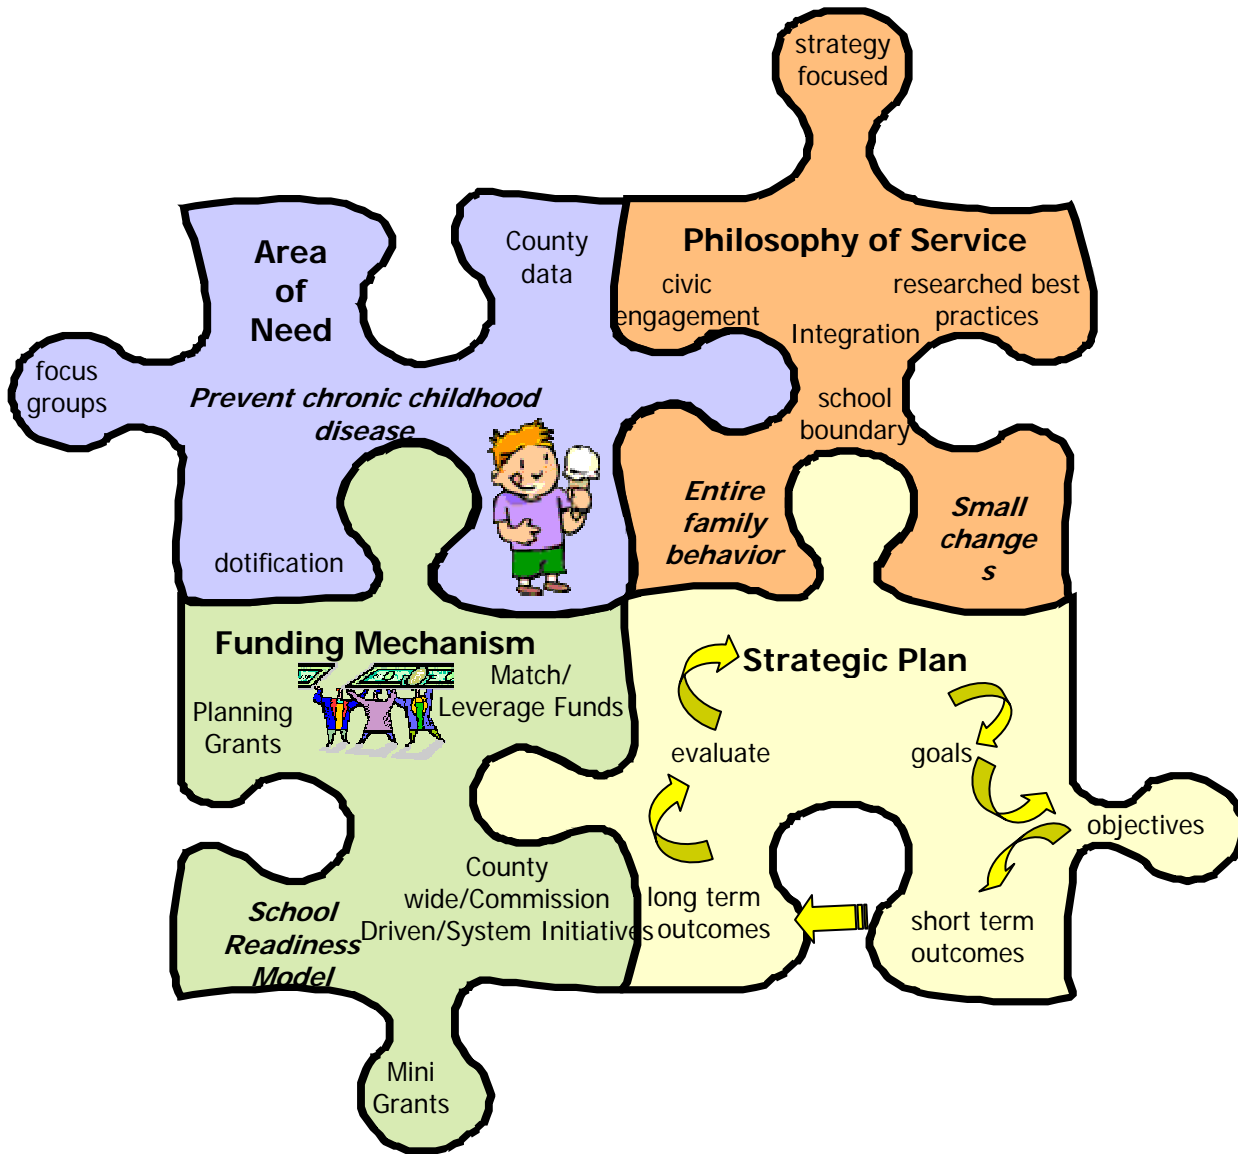 strategy
focused
Area
of
Need
County
data
focus
groups
Prevent chronic childhood
disease
dotification
Philosophy of Service
civic
engagement
researched best
practices
Integration
school
boundary
Entire
family
behavior
Small
change
s
Funding Mechanism
Match/
Leverage Funds
Planning
Grants
County
wide/Commission
Driven/System Initiatives
School
Readiness
Model
Mini
Grants
Strategic Plan
evaluate
goals
objectives
long term
outcomes
short term
outcomes